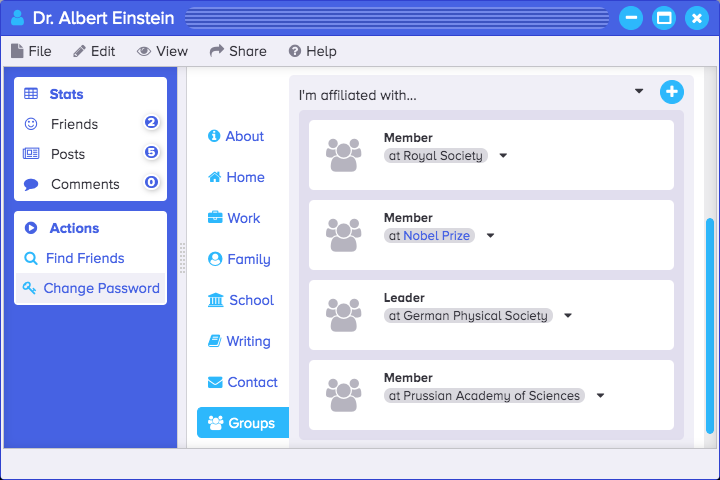 Dr. Albert Einstein
File Edit View Share Help
Stats
Friends 2
Posts 5
Comments 0
Actions
Find Friends
Change Password
About
Home
Work
Family
School
Writing
Contact
Groups
I'm affiliated with...
Member
at Royal Society
Member
at Nobel Prize
Leader
at German Physical Society
Member
at Prussian Academy of Sciences